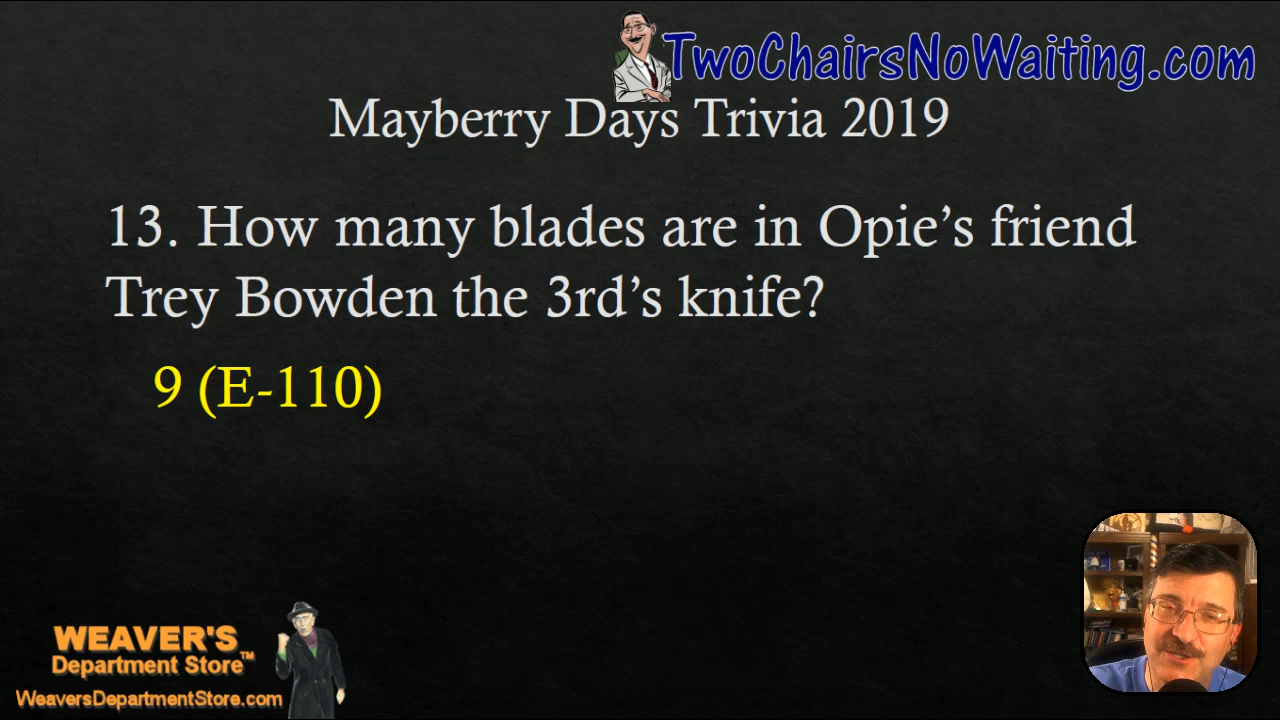 TwoChairsNoWaiting.com
Mayberry Days Trivia 2019
13. How many blades are in Opie’s friend
Trey Bowden the 3rd’s knife?
9 (E-110)
WEAVER'S
Department Store™
WeaversDepartmentStore.com